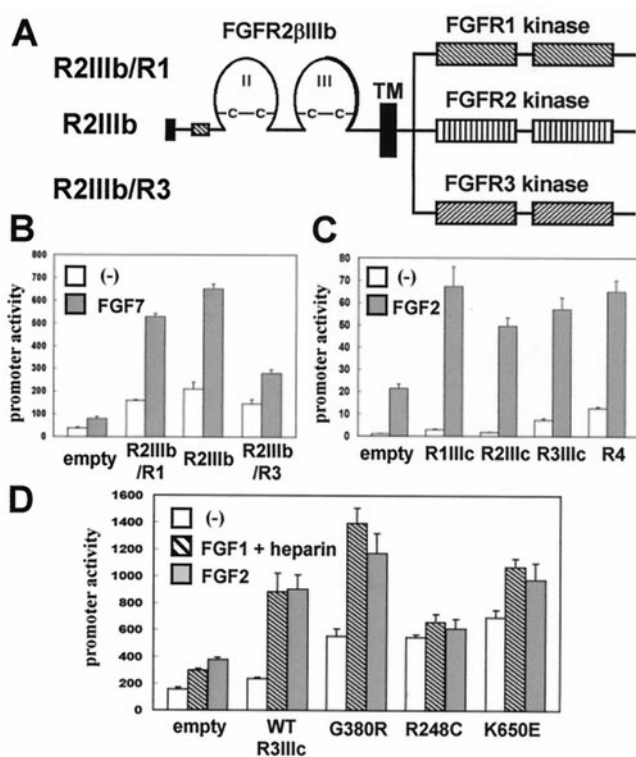 A
FGFR2βIIIb
FGFR1 kinase
R2IIIb/R1
II
III
TM
C C
C C
FGFR2 kinase
R2IIIb
FGFR3 kinase
R2IIIb/R3
B
promoter activity
800
700
600
500
400
300
200
100
0
(-)
FGF7
empty
R2IIIb
/R1
R2IIIb
R2IIIb
/R3
C
promoter activity
80
70
60
50
40
30
20
10
0
(-)
FGF2
empty
R1IIIc
R2IIIc
R3IIIc
R4
D
promoter activity
1600
1400
1200
1000
800
600
400
200
0
(-)
FGF1 + heparin
FGF2
empty
WT
R3IIIc
G380R
R248C
K650E